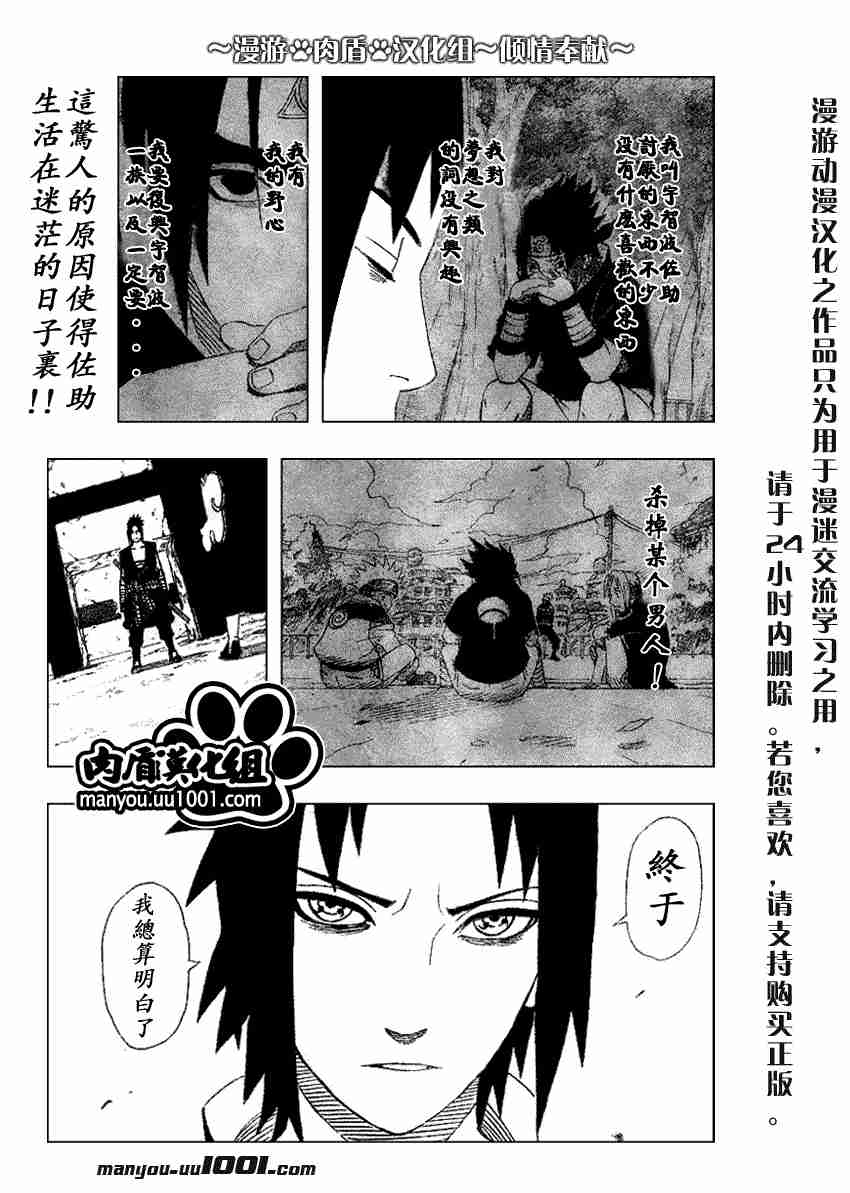 ～漫游肉盾汉化组～倾情奉献～
漫游动漫汉化之作品只为用于漫迷交流学习之用，
请于24小时内删除。若您喜欢，请支持购买正版。
我叫宇智波佐助
討厭的東西不少
没有什麽喜歡的東西
我對
夢想之類
的詞没有興趣
我有
我的野心
我要復興宇智波
一族以及一定要
・・・
這驚人的原因使得佐助
生活在迷茫的日子裏!!
杀掉某个男人！
肉盾漢化组
manyou.uu1001.com
終于
我總算明白了
manyou-uu1001.com